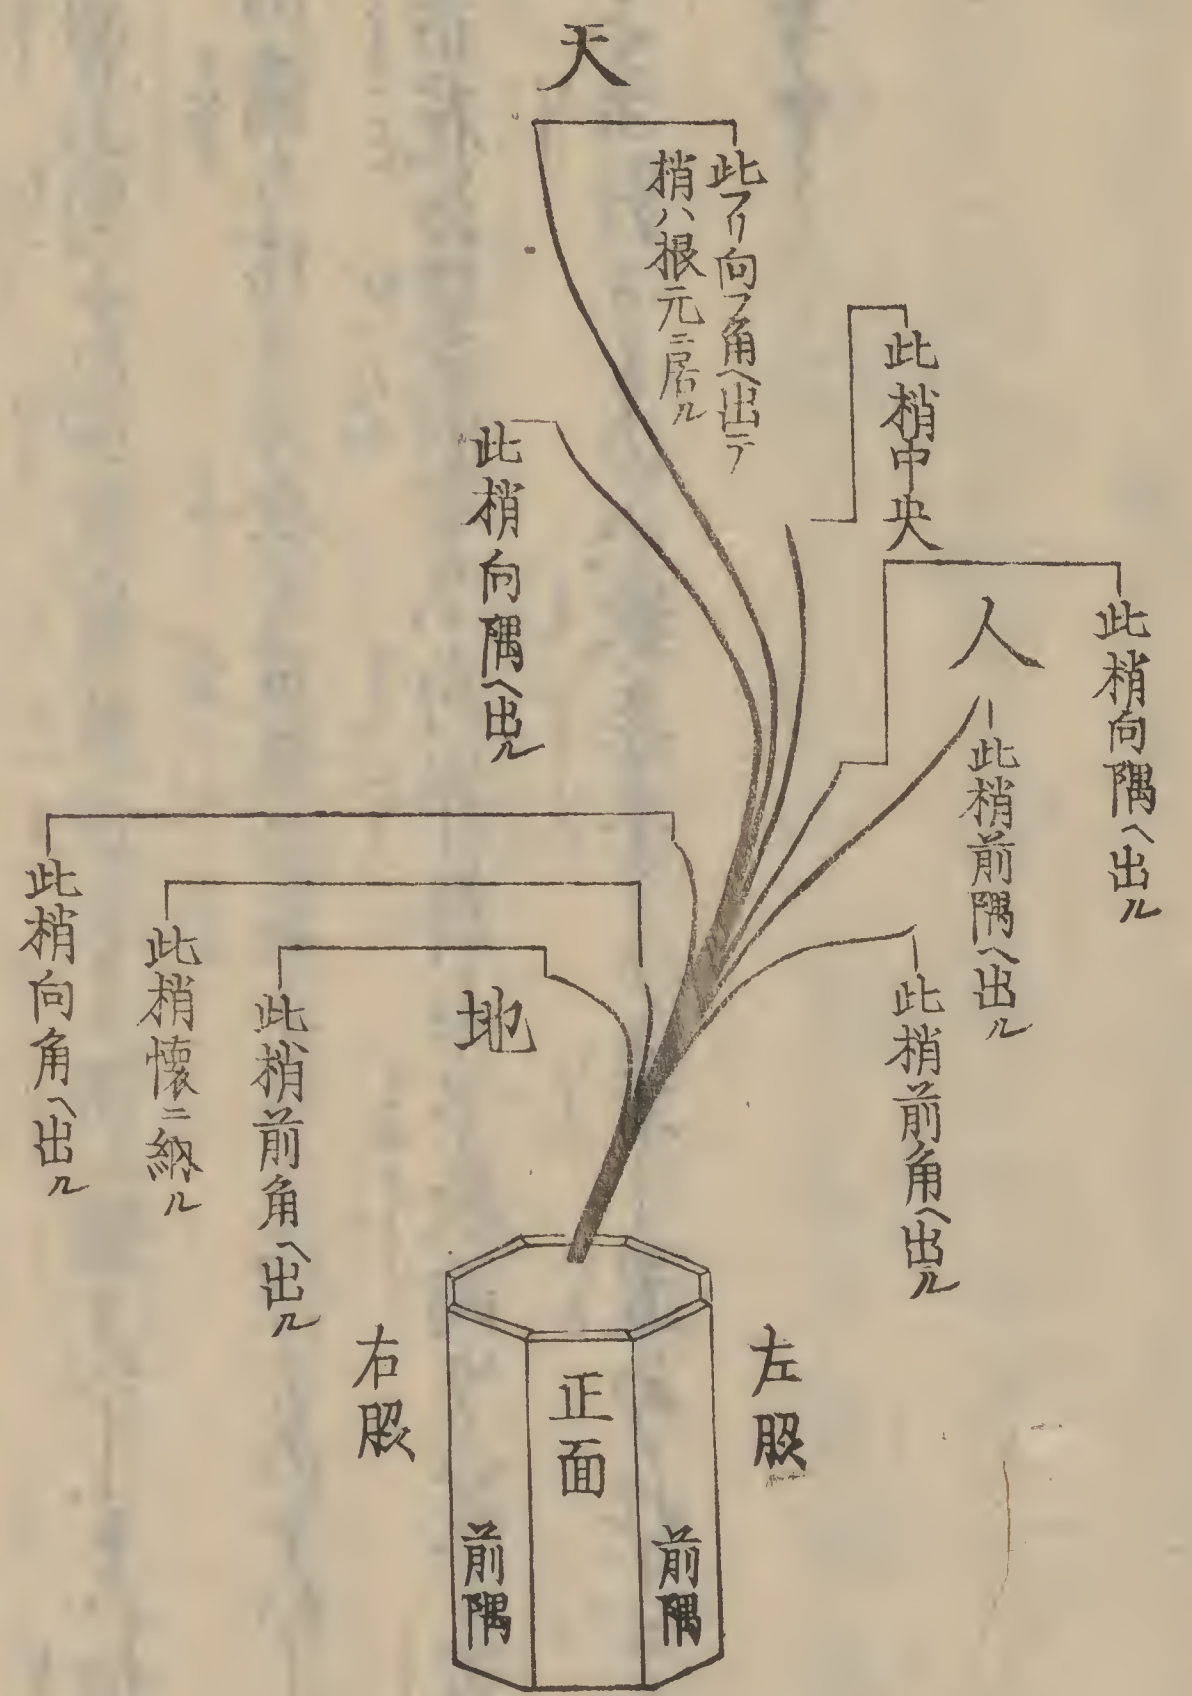 天
此フリ向フ角ヘ出テ
梢ハ根元ニ居ル
此梢中央
此梢向隅ヘ出ル
人
此梢前隅ヘ出ル
此梢前角ヘ出ル
此梢向隅ヘ出ル
地
此梢前角ヘ出ル
此梢懐ニ納ル
此梢向角ヘ出ル
左
右
正面
前隅
前隅